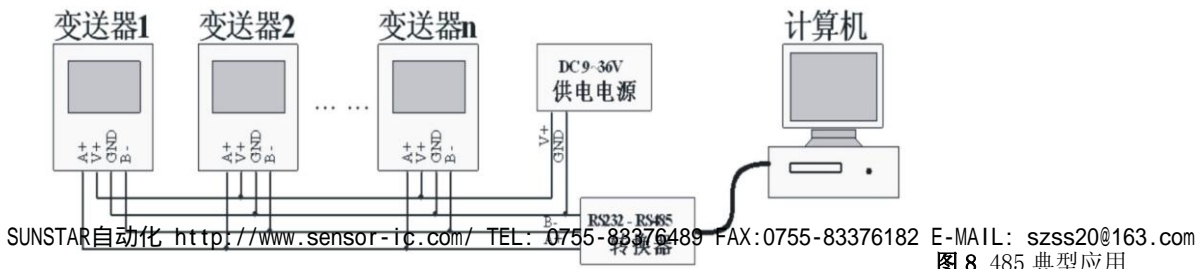 变送器1 变送器2 变送器n 计算机
DC 9~36V
供电电源
… …
A+ V+ GND B- A+ V+ GND B- A+ V+ GND B- V+ GND
B- RS232 - RS485
A+ 转换器
SUNSTAR自动化 http://www.sensor-ic.com/ TEL: 0755-83376489 FAX:0755-83376182 E-MAIL: szss20@163.com
图 8 485 典型应用